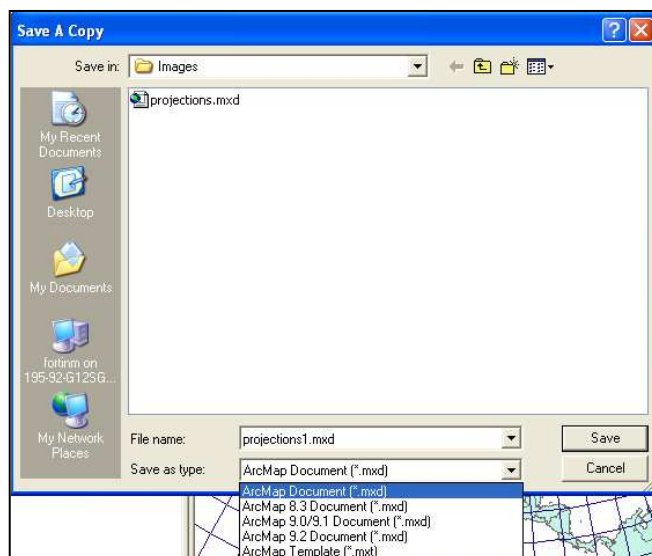 Save A Copy
Save in:
Images
projections.mxd
My Recent
Documents
Desktop
My Documents
fortinm on
195-92-G12SG...
My Network
Places
File name:
projections1.mxd
Save
Save as type:
ArcMap Document (*.mxd)
Cancel
ArcMap Document (*.mxd)
ArcMap 8.3 Document (*.mxd)
ArcMap 9.0/9.1 Document (*.mxd)
ArcMap 9.2 Document (*.mxd)
ArcMap Template (*.mxt)